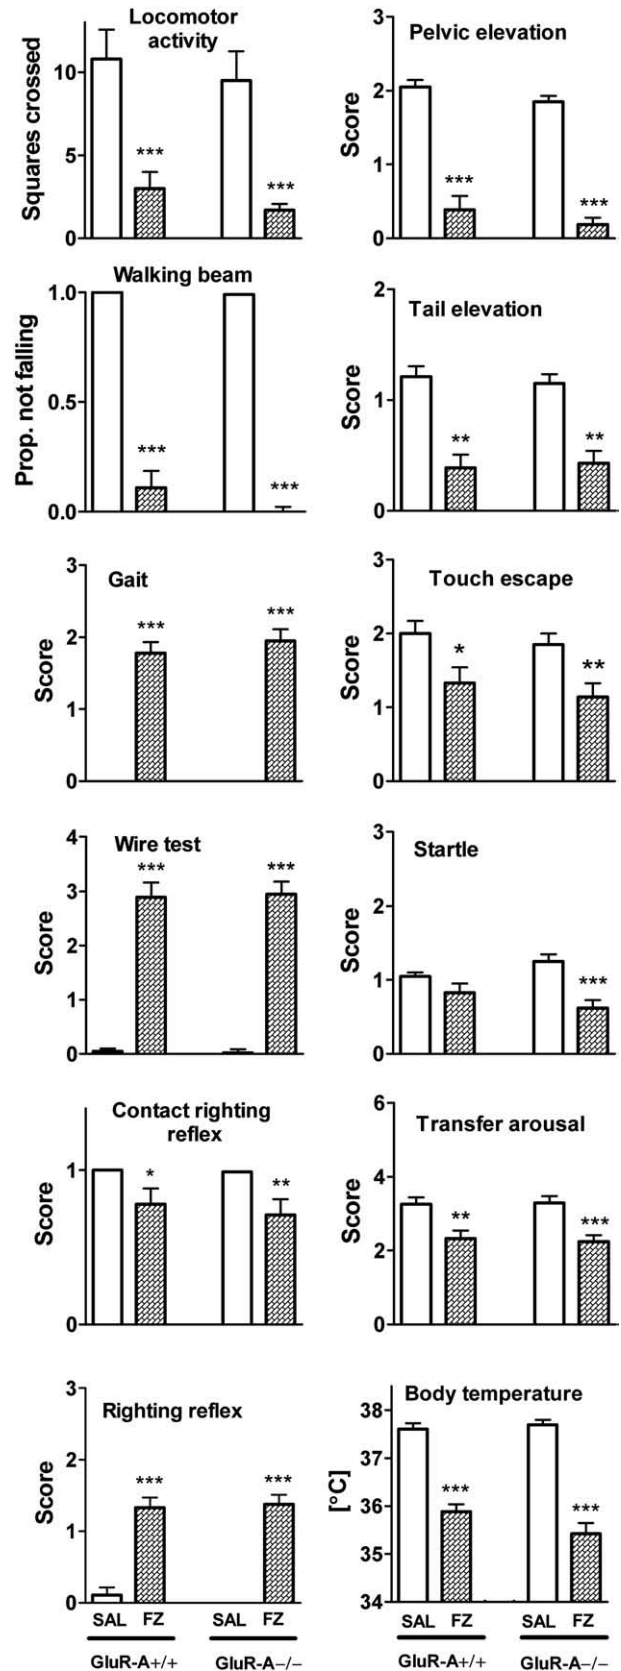 Locomotor
activity
Squares crossed
10
5
0
***
***
Pelvic elevation
Score
3
2
1
0
***
***
Walking beam
Prop. not falling
1.0
0.5
0.0
***
***
Tail elevation
Score
2
1
0
**
**
Gait
Score
3
2
1
0
***
***
Touch escape
Score
3
2
1
0
*
**
Wire test
Score
4
3
2
1
0
***
***
Startle
Score
3
2
1
0
***
Contact righting
reflex
Score
1
0
*
**
Transfer arousal
Score
6
4
2
0
**
***
Righting reflex
Score
3
2
1
0
***
***
SAL FZ SAL FZ
GluR-A+/+ GluR-A−/−
Body temperature
[°C]
38
37
36
35
34
***
***
SAL FZ SAL FZ
GluR-A+/+ GluR-A−/−